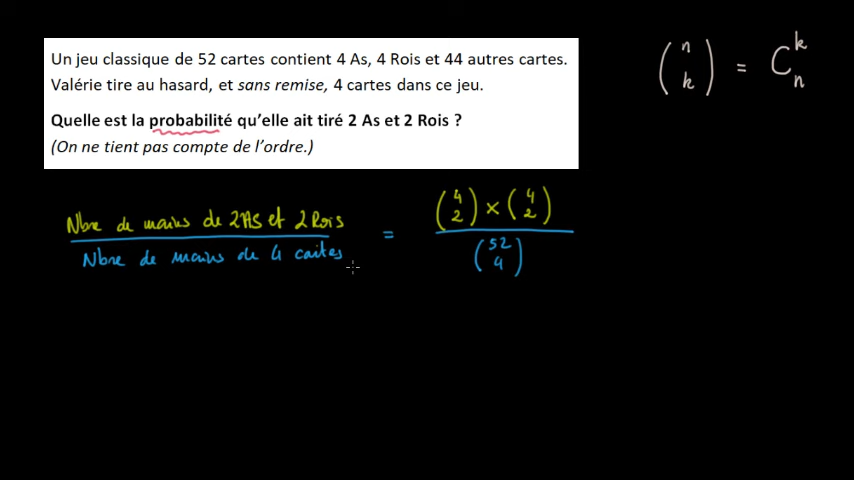 Un jeu classique de 52 cartes contient 4 As, 4 Rois et 44 autres cartes.
Valérie tire au hasard, et sans remise, 4 cartes dans ce jeu.
Quelle est la probabilité qu'elle ait tiré 2 As et 2 Rois ?
(On ne tient pas compte de l'ordre.)
(n k) = C k n
Nbre de mains de 2 AS et 2 Rois
Nbre de mains de 4 cartes
= (4 2) × (4 2)
(52 4)